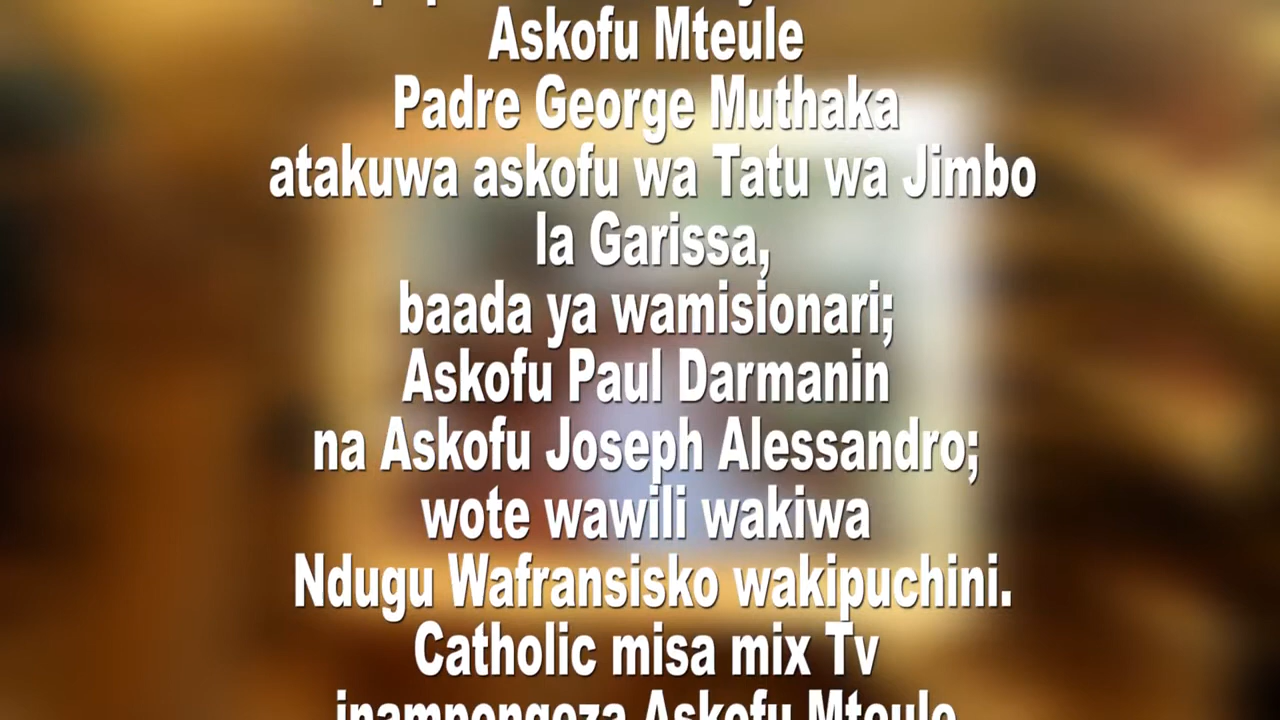 Askofu Mteule
Padre George Muthaka
atakuwa askofu wa Tatu wa Jimbo
la Garissa,
baada ya wamisionari;
Askofu Paul Darmanin
na Askofu Joseph Alessandro;
wote wawili wakiwa
Ndugu Wafransisko wakipuchini.
Catholic misa mix Tv
inampongeza Askofu Mteule